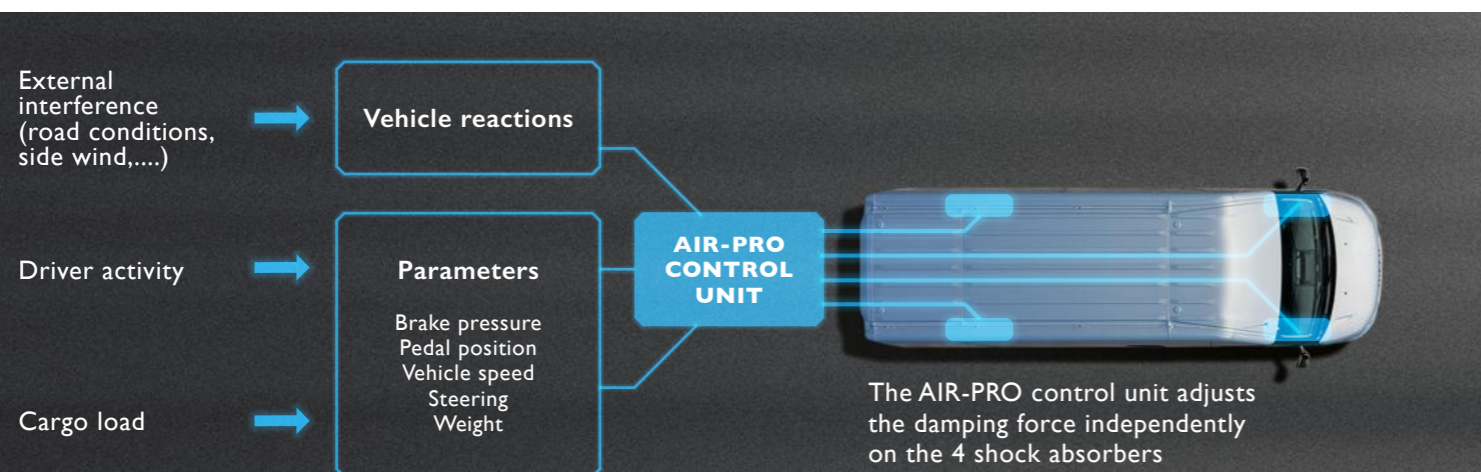 External
interference
(road conditions,
side wind,....)
Vehicle reactions
Driver activity
Cargo load
Parameters
Brake pressure
Pedal position
Vehicle speed
Steering
Weight
AIR-PRO
CONTROL
UNIT
The AIR-PRO control unit adjusts
the damping force independently
on the 4 shock absorbers